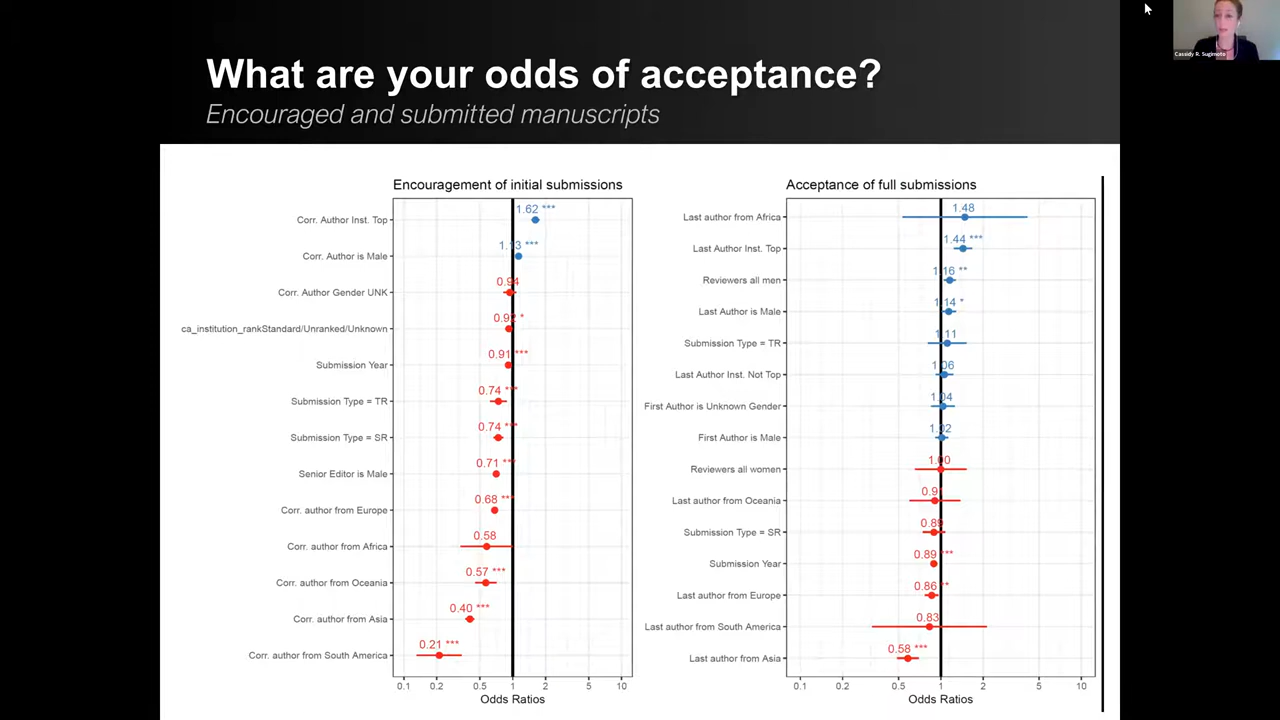 Cassidy R. Sugimoto
What are your odds of acceptance?
Encouraged and submitted manuscripts
Encouragement of initial submissions
Corr. Author Inst. Top
1.62 ***
Corr. Author is Male
1.13 ***
Corr. Author Gender UNK
0.94
ca_institution_rankStandard/Unranked/Unknown
0.92 *
Submission Year
0.91 ***
Submission Type = TR
0.74 ***
Submission Type = SR
0.74 ***
Senior Editor is Male
0.71 ***
Corr. author from Europe
0.68 ***
Corr. author from Africa
0.58
Corr. author from Oceania
0.57 ***
Corr. author from Asia
0.40 ***
Corr. author from South America
0.21 ***
0.1 0.2 0.5 1 2 5 10
Odds Ratios
Acceptance of full submissions
Last author from Africa
1.48
Last Author Inst. Top
1.44 ***
Reviewers all men
1.16 **
Last Author is Male
1.14 *
Submission Type = TR
1.11
Last Author Inst. Not Top
1.06
First Author is Unknown Gender
1.04
First Author is Male
1.02
Reviewers all women
1.00
Last author from Oceania
0.91
Submission Type = SR
0.89
Submission Year
0.89 ***
Last author from Europe
0.86 **
Last author from South America
0.83
Last author from Asia
0.58 ***
0.1 0.2 0.5 1 2 5 10
Odds Ratios